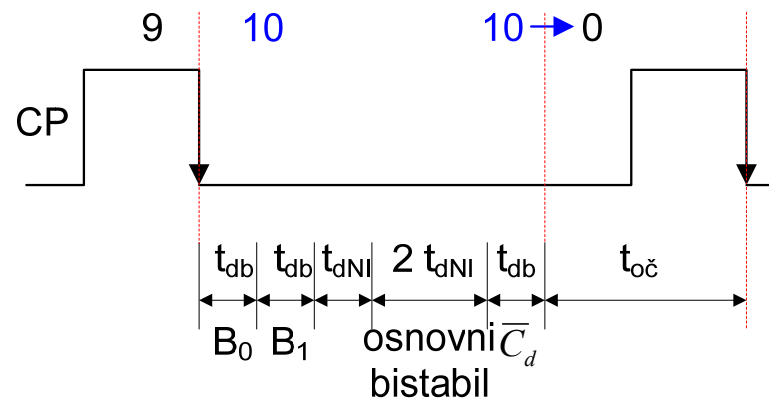 9 10 10 0
CP
t_db t_db t_dNI 2 t_dNI t_db t_oč
B_0 B_1 osnovni C̅_d
bistabil